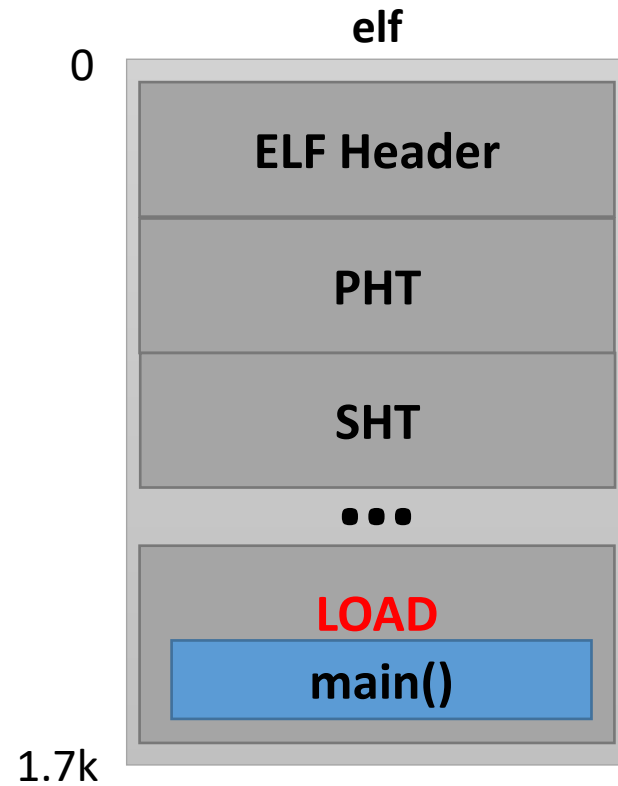 elf
0
ELF Header
PHT
SHT
...
LOAD
main()
1.7k